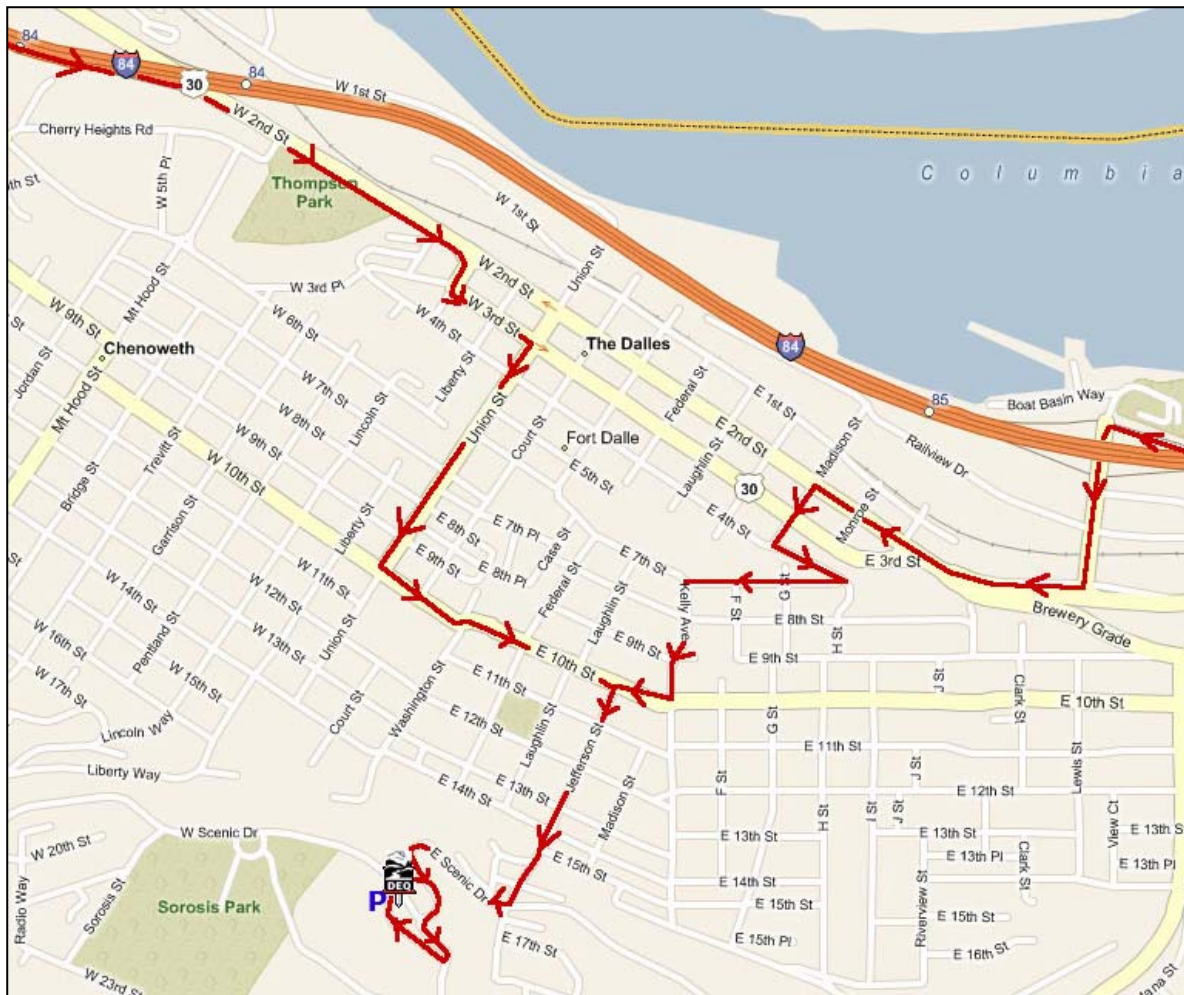 84
84
30
84
W 1st St
W 2nd St
Cherry Heights Rd
W 5th Pl
Thompson
Park
Columbia
W 1st St
Union St
W 2nd St
W 3rd Pl
W 3rd St
W 4th St
Mt Hood St
W 9th St
W 6th St
Chenoweth
The Dalles
84
Jordan St
Mt Hood St
W 7th St
Liberty St
Lincoln St
W 8th St
W 9th St
Trevitt St
W 10th St
Bridge St
Union St
Court St
Fort Dalle
Federal St
E 1st St
E 2nd St
Madison St
85
Boat Basin Way
Railview Dr
E 5th St
Laughlin St
30
Monroe St
E 4th St
E 3rd St
Brewery Grade
Garrison St
Liberty St
E 8th St
E 7th Pl
E 9th St
E 8th Pl
Case St
E 7th St
Federal St
Laughlin St
Kelly Ave
F St
G St
E 8th St
H St
E 9th St
E 9th St
J St
Clark St
W 11th St
W 12th St
W 13th St
W 14th St
W 15th St
W 16th St
W 17th St
Pentland St
Union St
E 10th St
E 10th St
Lincoln Way
Liberty Way
Court St
Washington St
E 11th St
E 12th St
Laughlin St
Jefferson St
G St
E 11th St
J St
Lewis St
E 13th St
E 14th St
Madison St
F St
H St
I St
J St
E 12th St
View Ct
E 13th St
E 13th St
E 13th St
E 13th Pl
E 13th Pl
Clark St
W Scenic Dr
W 20th St
E Scenic Dr
E 15th St
E 14th St
E 15th St
Riverview St
E 15th St
DEQ
P
Sorosis St
Sorosis Park
Radio Way
E 17th St
E 15th Pl
E 16th St
W 23rd St